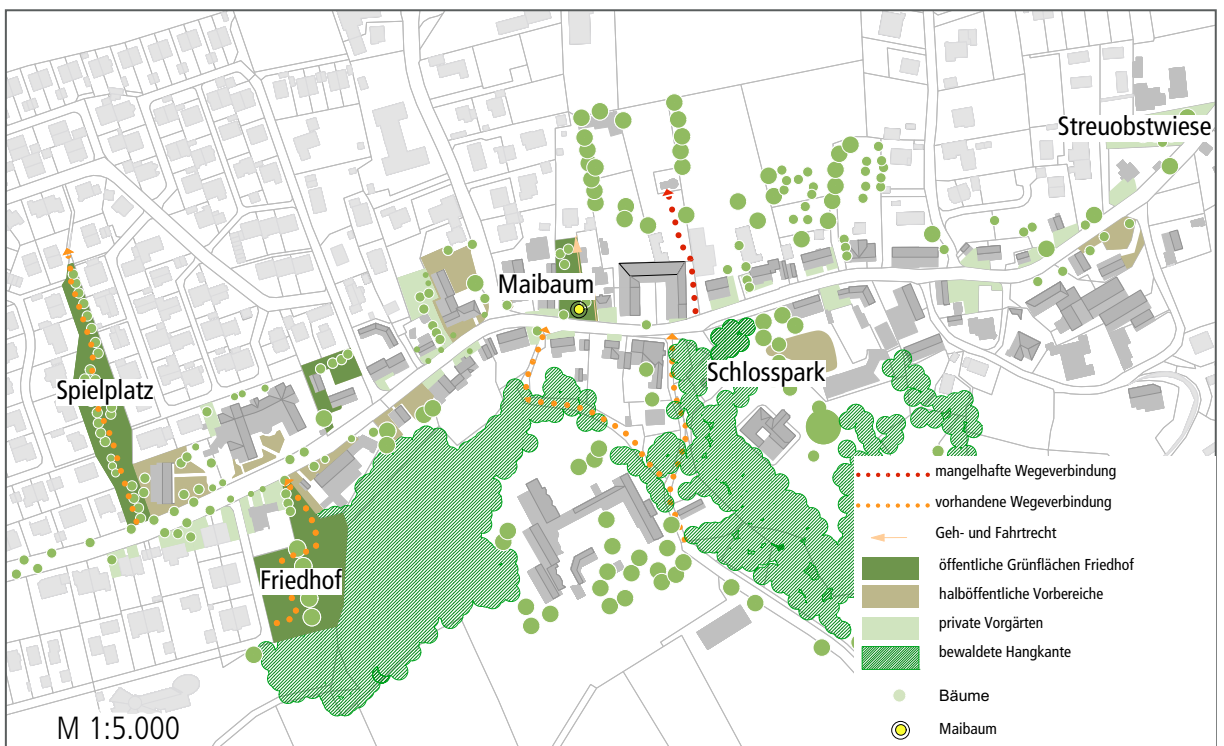 Streuobstwiese
Maibaum
Schlosspark
Spielplatz
Friedhof
mangelhafte Wegeverbindung
vorhandene Wegeverbindung
Geh- und Fahrtrecht
öffentliche Grünflächen Friedhof
halböffentliche Vorbereiche
private Vorgärten
bewaldete Hangkante
Bäume
Maibaum
M 1:5.000